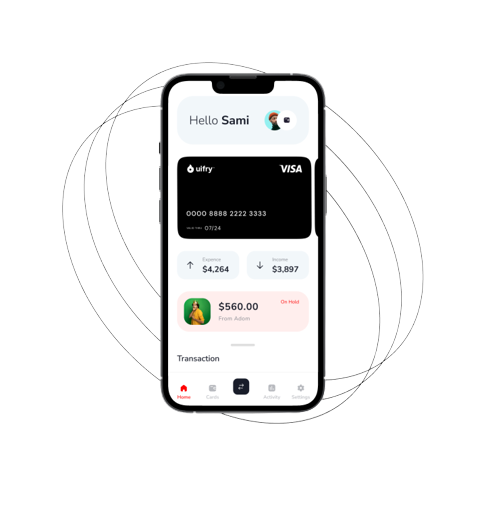 Hello Sami
uifry
VISA
0000 8888 2222 3333
VALID THRU 07/24
Expense
$4,264
Income
$3,897
$560.00
On Hold
From Adom
Transaction
Home
Cards
Activity
Settings